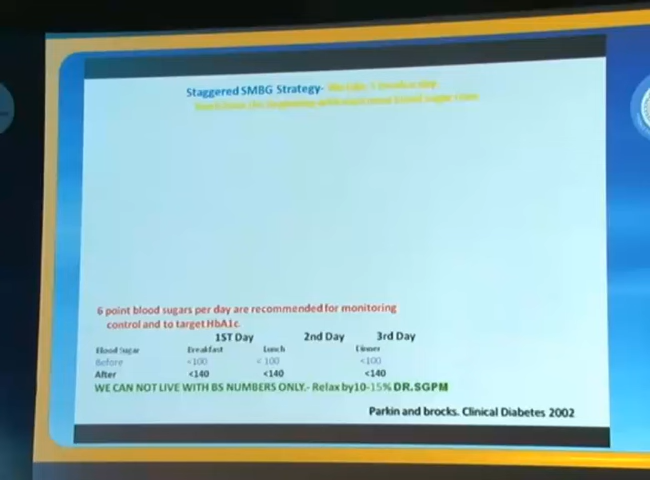 Staggered SMBG Strategy-
6 point blood sugars per day are recommended for monitoring
control and to target HbA1c.
1ST Day 2nd Day 3rd Day
Blood Sugar Breakfast Lunch Dinner
Before <100 < 100 <100
After <140 <140 <140
WE CAN NOT LIVE WITH BS NUMBERS ONLY.- Relax by10-15% DR.SGPM
Parkin and brocks. Clinical Diabetes 2002